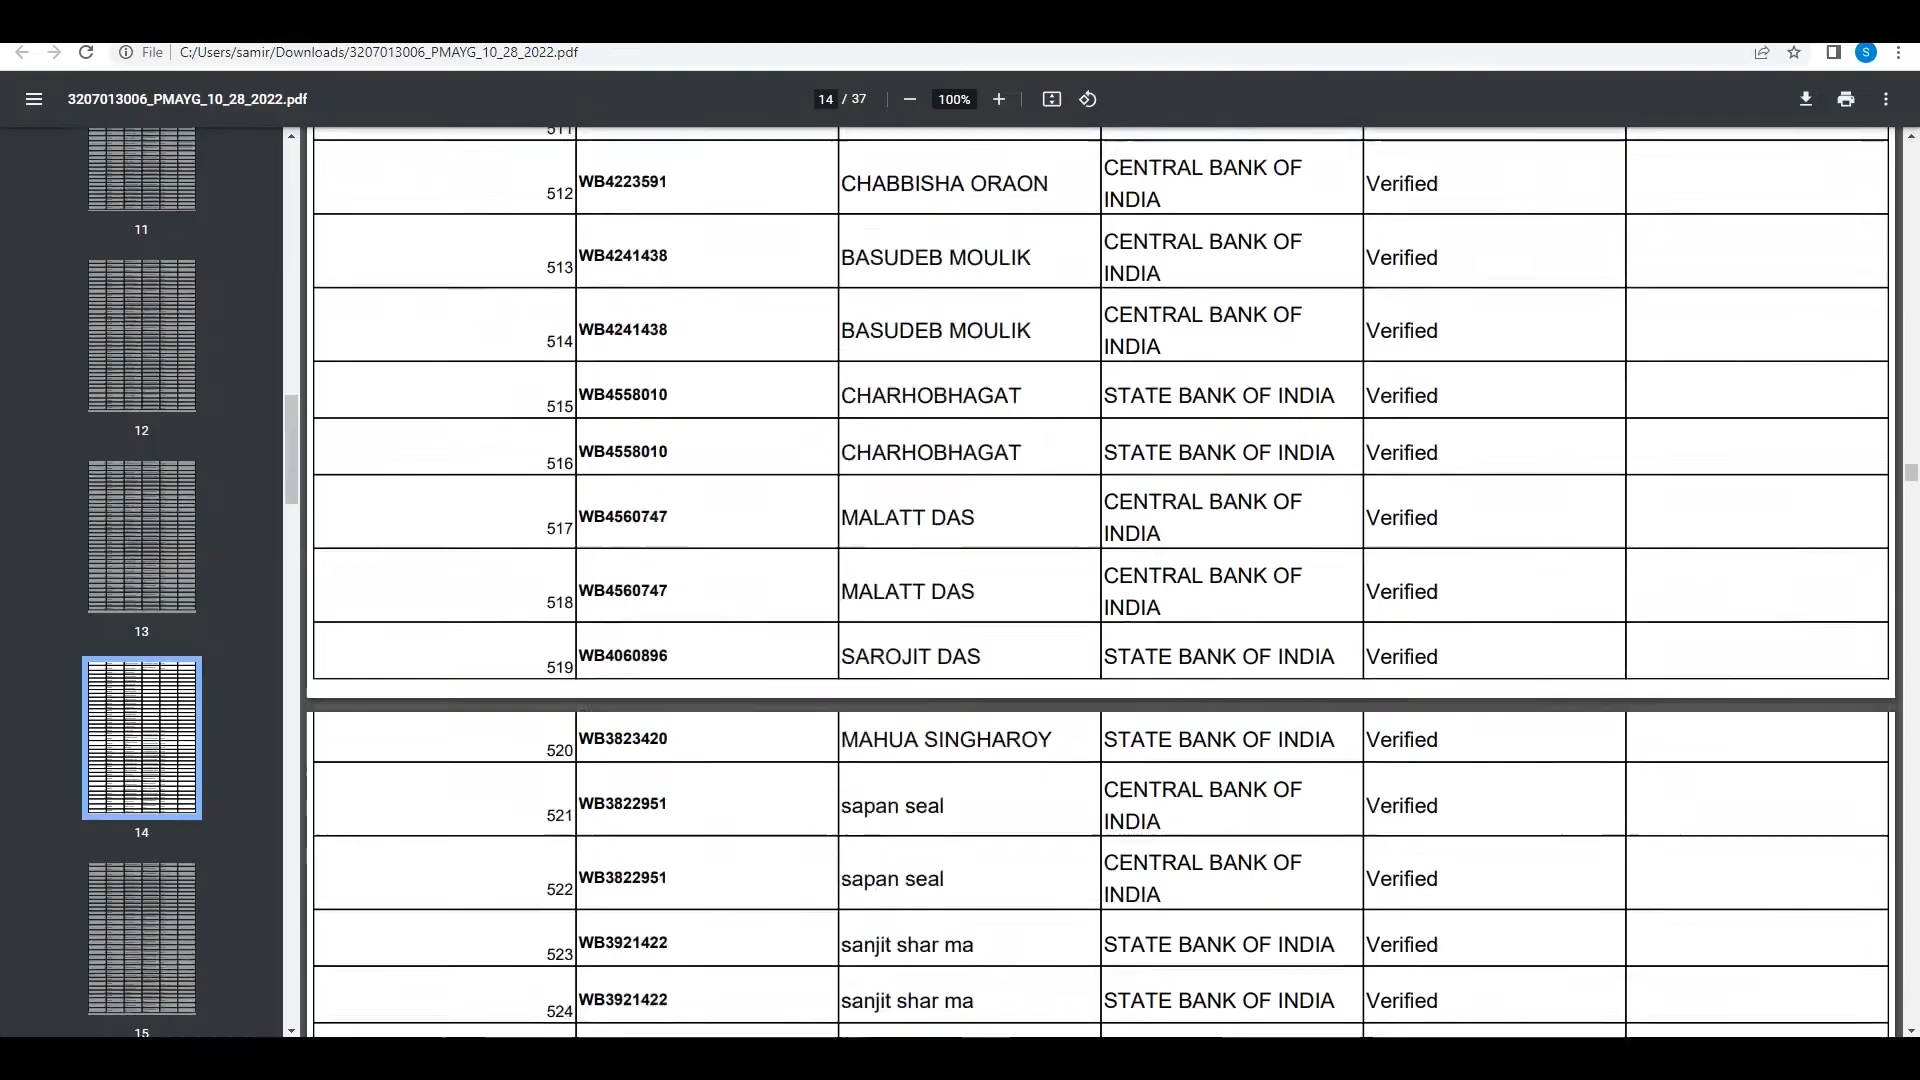 File C:/Users/samir/Downloads/3207013006_PMAYG_10_28_2022.pdf S
3207013006_PMAYG_10_28_2022.pdf 14 / 37 100%
11
12
13
14
15
511
512 WB4223591 CHABBISHA ORAON CENTRAL BANK OF INDIA Verified
513 WB4241438 BASUDEB MOULIK CENTRAL BANK OF INDIA Verified
514 WB4241438 BASUDEB MOULIK CENTRAL BANK OF INDIA Verified
515 WB4558010 CHARHOBHAGAT STATE BANK OF INDIA Verified
516 WB4558010 CHARHOBHAGAT STATE BANK OF INDIA Verified
517 WB4560747 MALATT DAS CENTRAL BANK OF INDIA Verified
518 WB4560747 MALATT DAS CENTRAL BANK OF INDIA Verified
519 WB4060896 SAROJIT DAS STATE BANK OF INDIA Verified
520 WB3823420 MAHUA SINGHAROY STATE BANK OF INDIA Verified
521 WB3822951 sapan seal CENTRAL BANK OF INDIA Verified
522 WB3822951 sapan seal CENTRAL BANK OF INDIA Verified
523 WB3921422 sanjit shar ma STATE BANK OF INDIA Verified
524 WB3921422 sanjit shar ma STATE BANK OF INDIA Verified